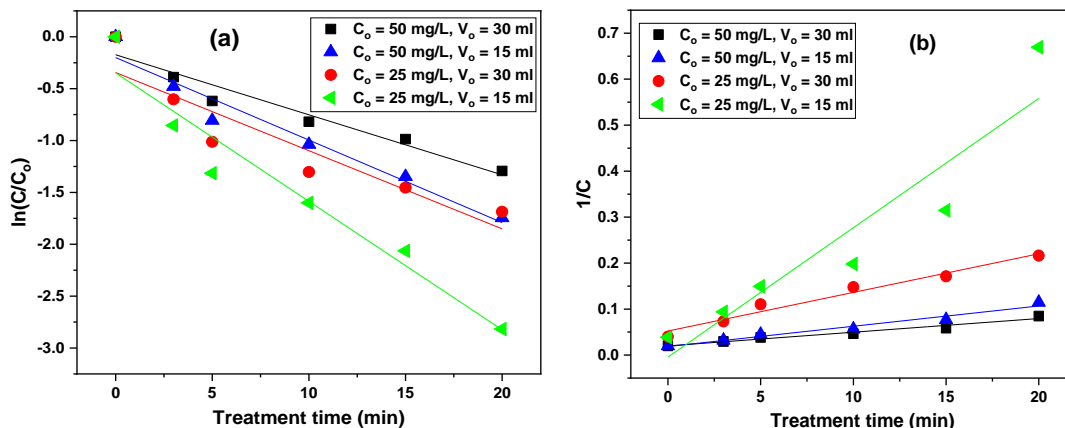 (a)
C₀ = 50 mg/L, V₀ = 30 ml
C₀ = 50 mg/L, V₀ = 15 ml
C₀ = 25 mg/L, V₀ = 30 ml
C₀ = 25 mg/L, V₀ = 15 ml
0.0
-0.5
-1.0
-1.5
-2.0
-2.5
-3.0
ln(C/C₀)
0
5
10
15
20
Treatment time (min)
(b)
C₀ = 50 mg/L, V₀ = 30 ml
C₀ = 50 mg/L, V₀ = 15 ml
C₀ = 25 mg/L, V₀ = 30 ml
C₀ = 25 mg/L, V₀ = 15 ml
0.7
0.6
0.5
0.4
0.3
0.2
0.1
0.0
1/C
0
5
10
15
20
Treatment time (min)